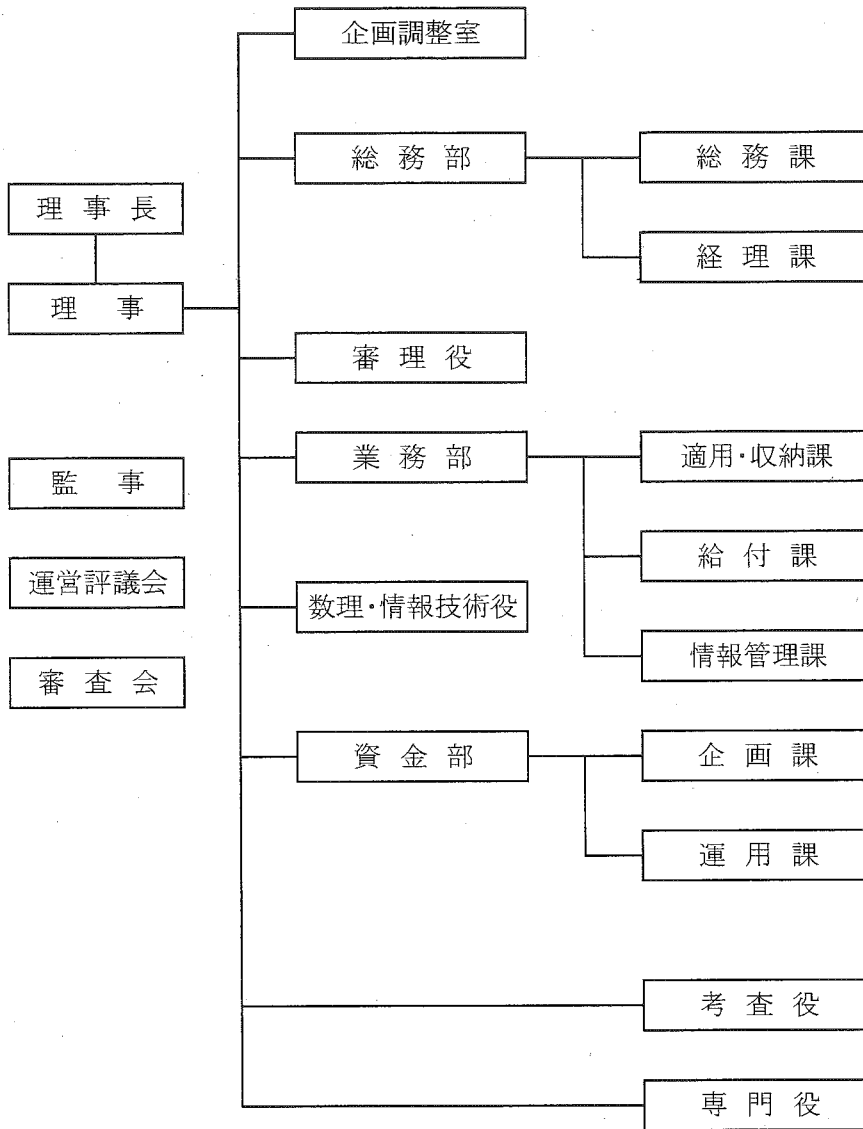 企画調整室
総務部
総務課
理事長
経理課
理事
審理役
業務部
適用・収納課
監事
給付課
運営評議会
数理・情報技術役
情報管理課
審査会
資金部
企画課
運用課
考査役
専門役